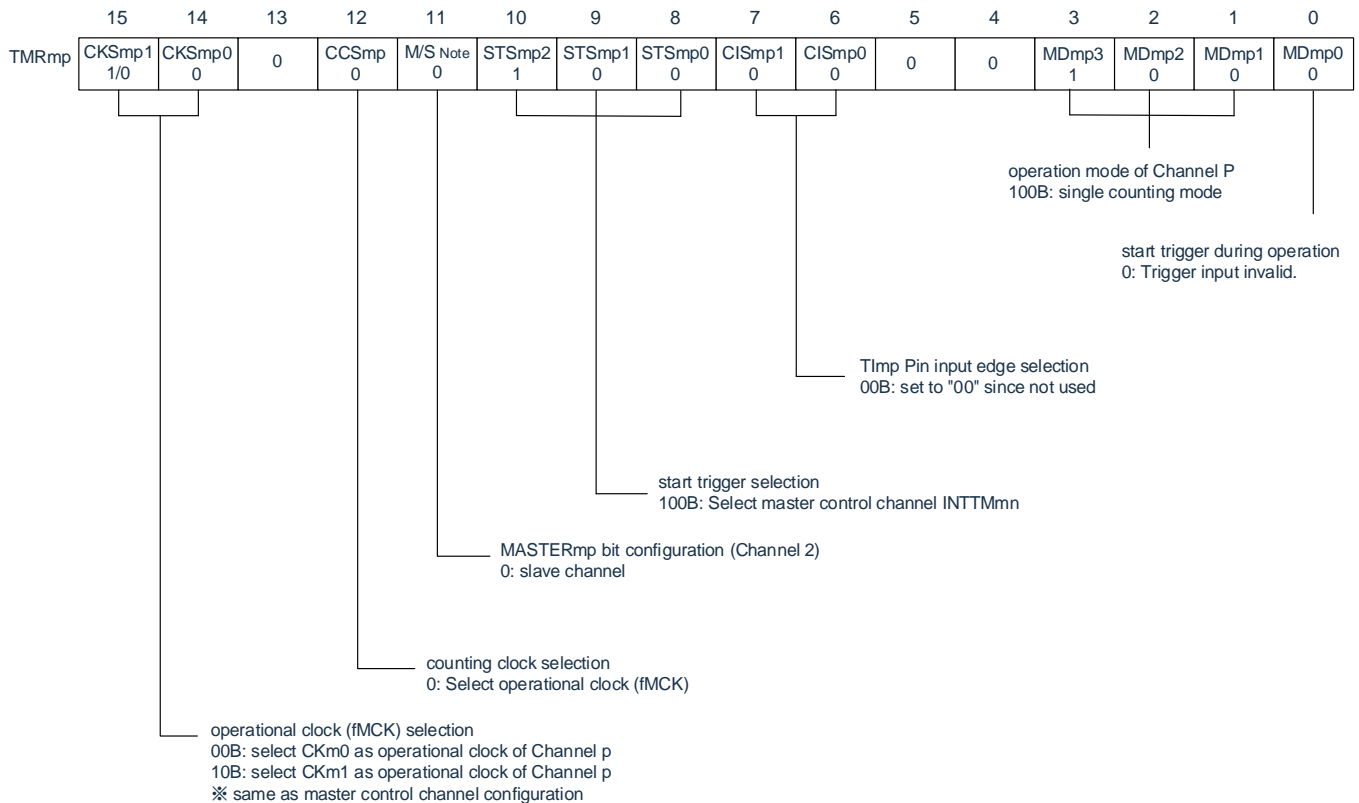 15 14 13 12 11 10 9 8 7 6 5 4 3 2 1 0
TMRmp CKSmp1 CKSmp0 0 CCSmp M/S Note STSmp2 STSmp1 STSmp0 CISmp1 CISmp0 0 0 MDmp3 MDmp2 MDmp1 MDmp0
1/0 0 0 0 1 0 0 0 0 1 0 0 0
operation mode of Channel P
100B: single counting mode
start trigger during operation
0: Trigger input invalid.
TImp Pin input edge selection
00B: set to "00" since not used
start trigger selection
100B: Select master control channel INTTMmn
MASTERmp bit configuration (Channel 2)
0: slave channel
counting clock selection
0: Select operational clock (fMCK)
operational clock (fMCK) selection
00B: select CKm0 as operational clock of Channel p
10B: select CKm1 as operational clock of Channel p
※ same as master control channel configuration